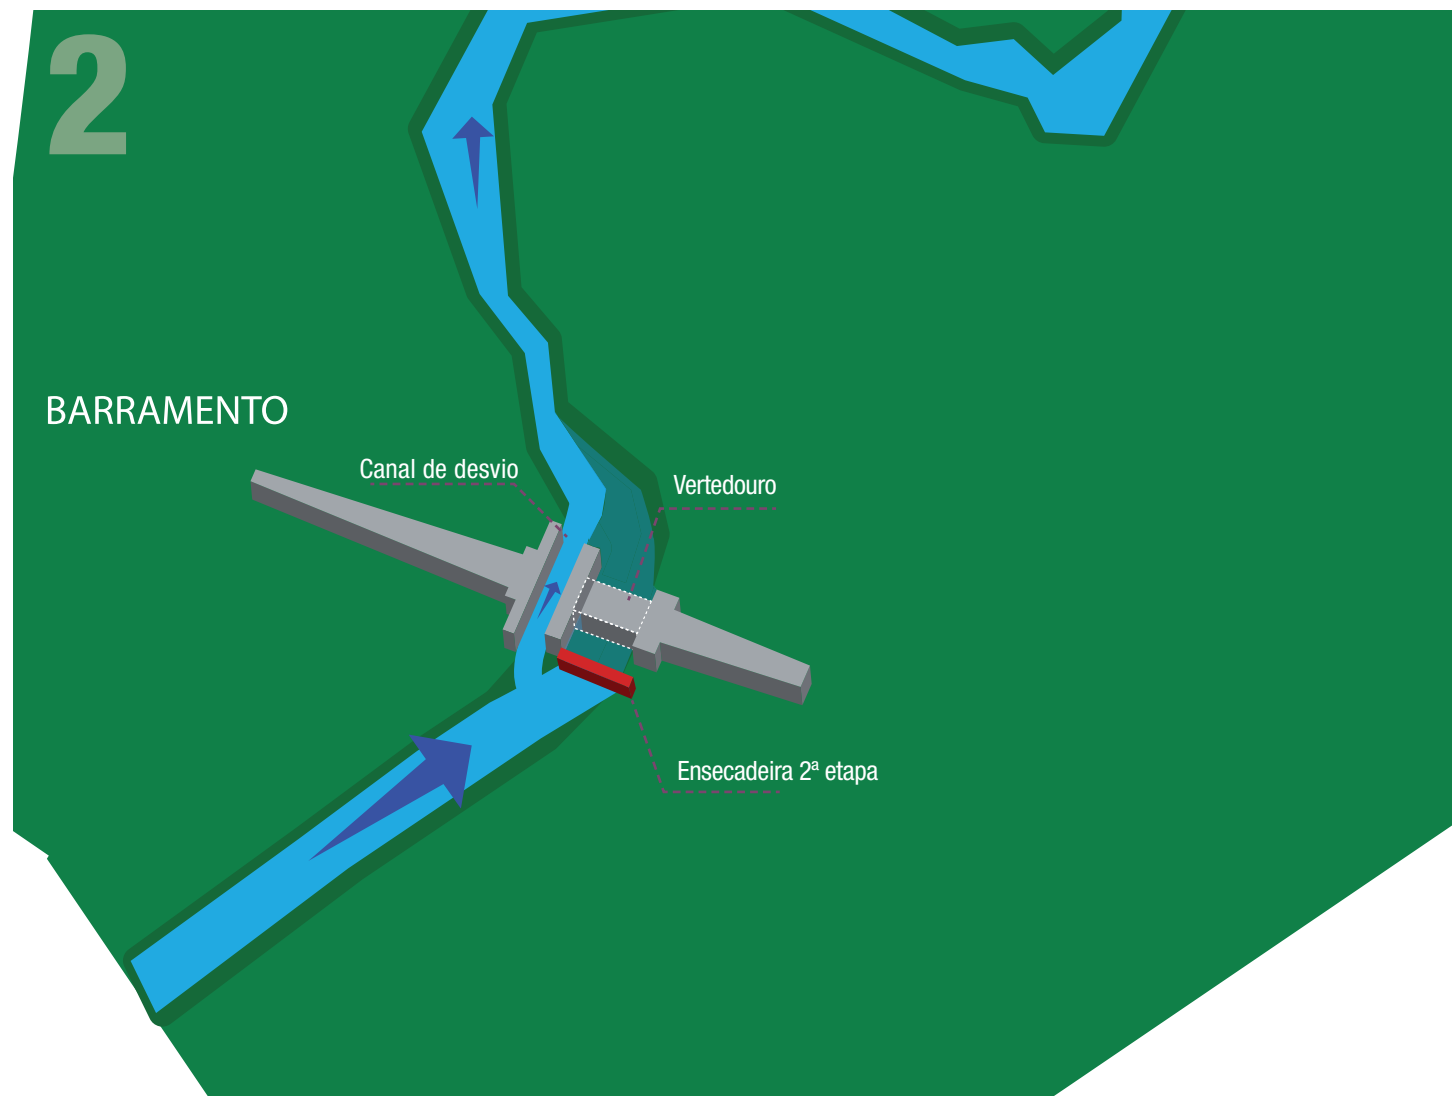 2
BARRAMENTO
Canal de desvio
Vertedouro
Ensecadeira 2ª etapa